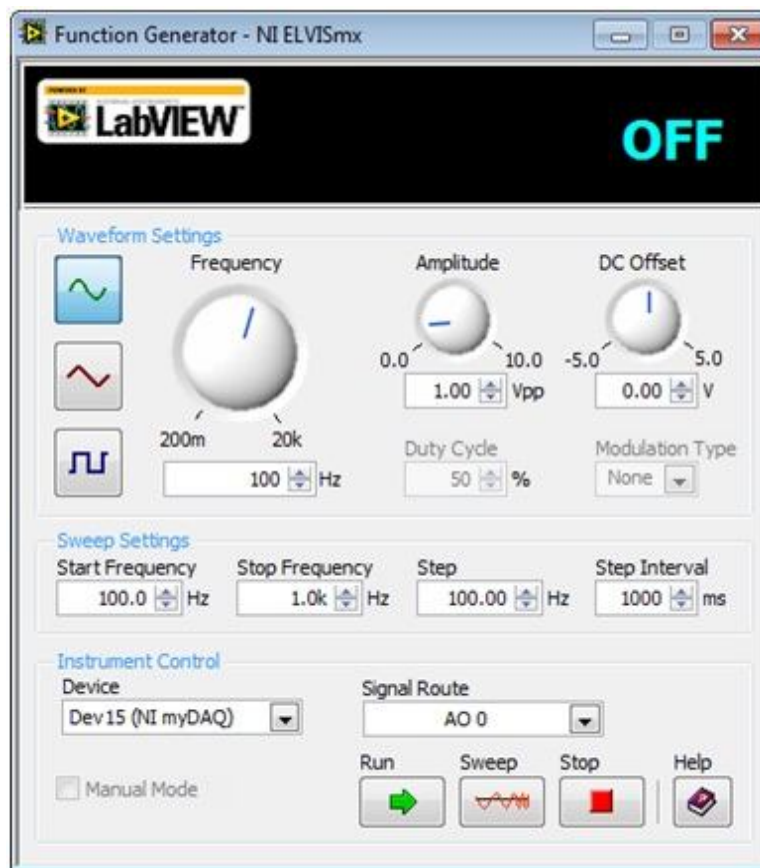 Function Generator - NI ELVISmx
LabVIEW
OFF
Waveform Settings
Frequency
Amplitude
DC Offset
0.0 10.0
-5.0 5.0
1.00 Vpp
0.00 V
200m 20k
Duty Cycle
Modulation Type
100 Hz
50 %
None
Sweep Settings
Start Frequency Stop Frequency Step Step Interval
100.0 Hz 1.0k Hz 100.00 Hz 1000 ms
Instrument Control
Device
Signal Route
Dev15 (NI myDAQ)
AO 0
Run Sweep Stop Help
Manual Mode